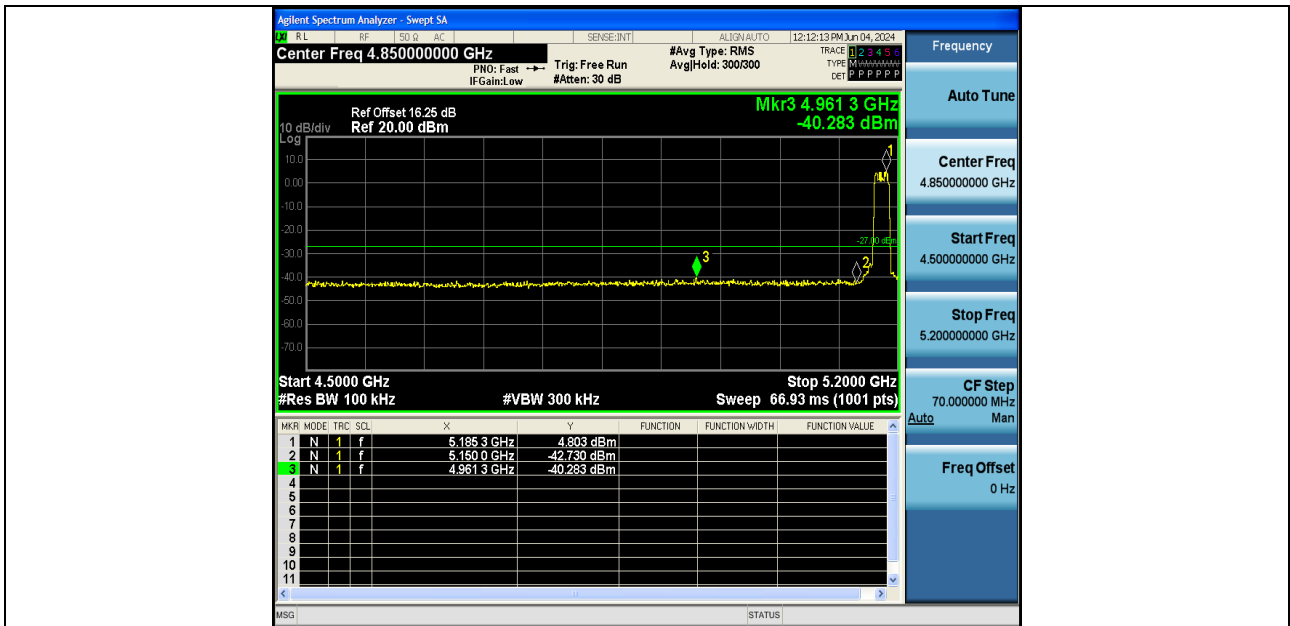 Agilent Spectrum Analyzer - Swept SA
LXI RL RF 50 Ω AC SENSE:INT ALIGNAUTO 12:12:13 PM Jun 04, 2024
Center Freq 4.850000000 GHz
PNO: Fast
IFGain:Low
Trig: Free Run
#Atten: 30 dB
#Avg Type: RMS
Avg|Hold: 300/300
TRACE 1 2 3 4 5 6
TYPE M
DET P P P P P P
Mkr3 4.961 3 GHz
-40.283 dBm
Ref Offset 16.25 dB
10 dB/div Ref 20.00 dBm
Log
10.0
0.00
-10.0
-20.0
-30.0
-40.0
-50.0
-60.0
-70.0
1
-27.00 dBm
3
2
Start 4.5000 GHz Stop 5.2000 GHz
#Res BW 100 kHz #VBW 300 kHz Sweep 66.93 ms (1001 pts)
MKR MODE TRC SCL X Y FUNCTION FUNCTION WIDTH FUNCTION VALUE
1 N 1 f 5.185 3 GHz 4.803 dBm
2 N 1 f 5.150 0 GHz -42.730 dBm
3 N 1 f 4.961 3 GHz -40.283 dBm
4
5
6
7
8
9
10
11
MSG STATUS
Frequency
Auto Tune
Center Freq
4.850000000 GHz
Start Freq
4.500000000 GHz
Stop Freq
5.200000000 GHz
CF Step
70.000000 MHz
Auto Man
Freq Offset
0 Hz